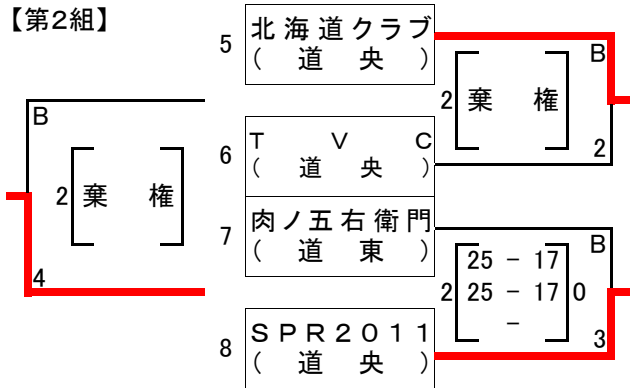 【第2組】
5 北海道クラブ
(道央)
B
2 棄権
2
6 TVC
(道央)
B
2 棄権
4
7 肉ノ五右衛門
(道東)
B
25 - 17
2 25 - 17 0
-
3
8 SPR2011
(道央)